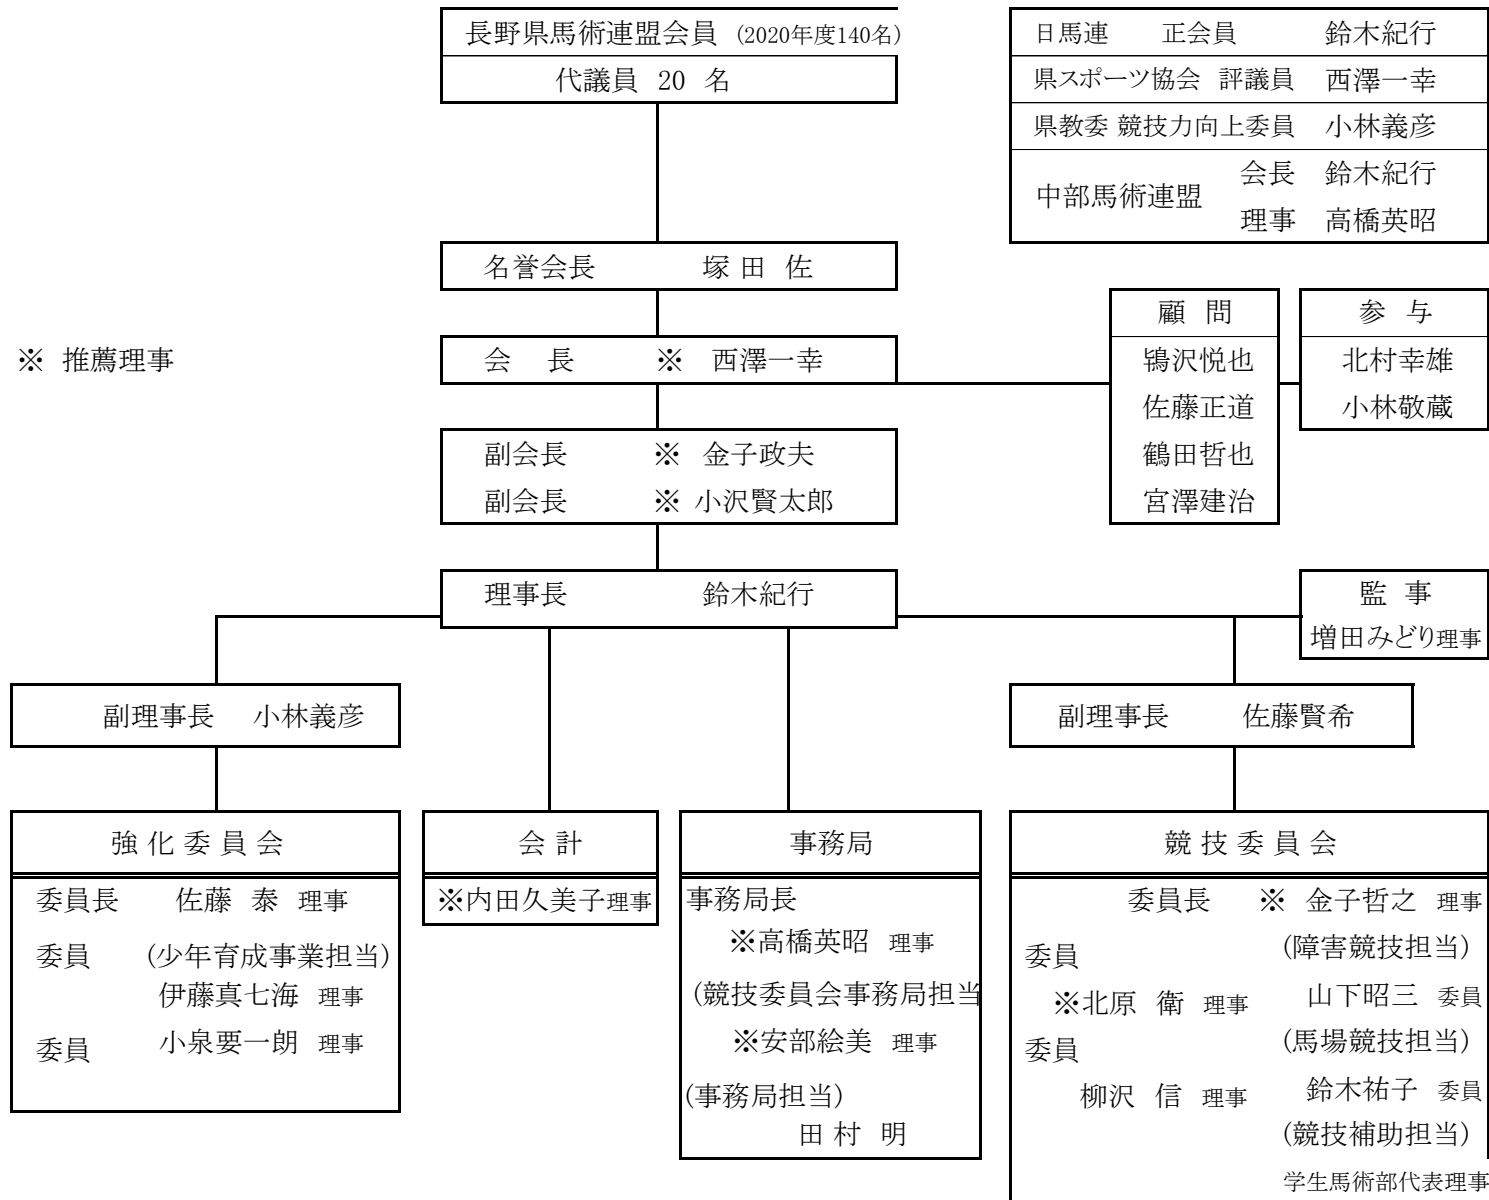 長野県馬術連盟会員 (2020年度140名)
代議員 20 名
日馬連 正会員 鈴木紀行
県スポーツ協会 評議員 西澤一幸
県教委 競技力向上委員 小林義彦
中部馬術連盟
会長 鈴木紀行
理事 高橋英昭
名誉会長 塚田 佐
※ 推薦理事
会 長 ※ 西澤一幸
顧 問
鴇沢悦也
佐藤正道
鶴田哲也
宮澤建治
参 与
北村幸雄
小林敬蔵
副会長 ※ 金子政夫
副会長 ※ 小沢賢太郎
理事長 鈴木紀行
監 事
増田みどり理事
副理事長 小林義彦
副理事長 佐藤賢希
強化委員会
委員長 佐藤 泰 理事
委員 (少年育成事業担当)
伊藤真七海 理事
委員 小泉要一朗 理事
会計
※内田久美子理事
事務局
事務局長
※高橋英昭 理事
(競技委員会事務局担当
※安部絵美 理事
(事務局担当)
田村 明
競技委員会
委員長 ※ 金子哲之 理事
委員 (障害競技担当)
※北原 衛 理事 山下昭三 委員
委員 (馬場競技担当)
柳沢 信 理事 鈴木祐子 委員
(競技補助担当)
学生馬術部代表理事